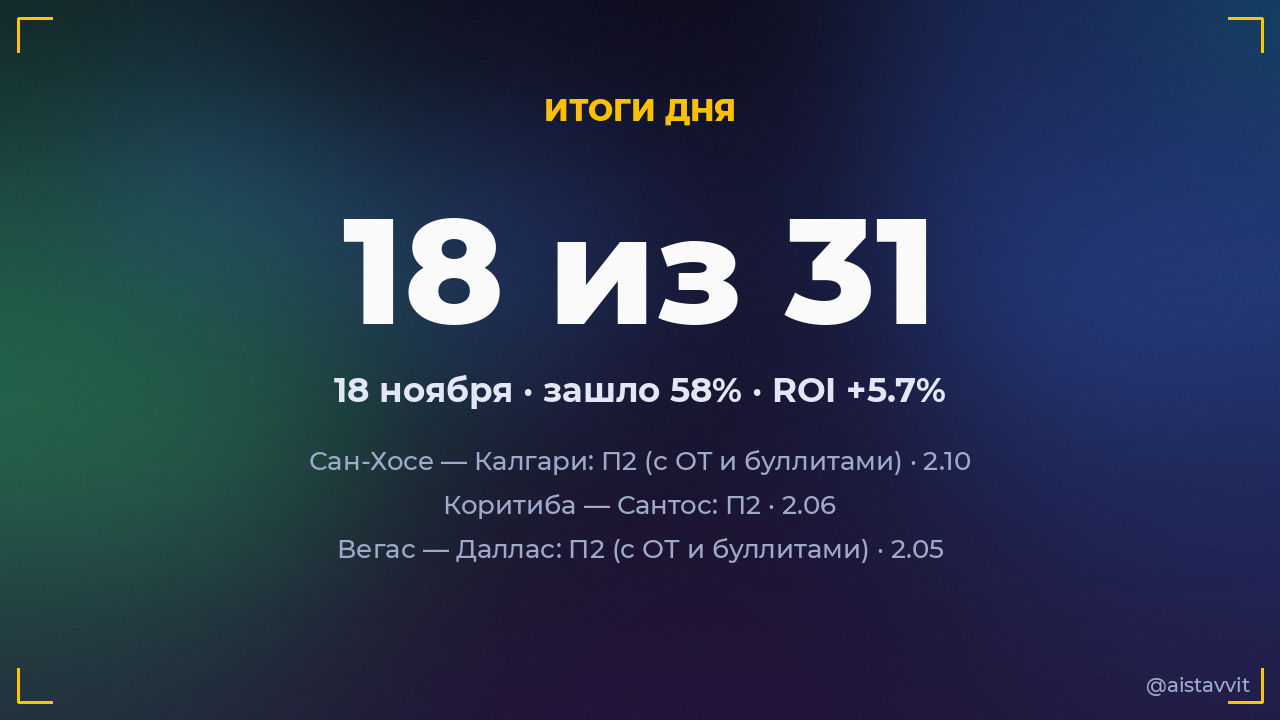 ИТОГИ ДНЯ
18 из 31
18 ноября · зашло 58% · ROI +5.7%
Сан-Хосе — Калгари: П2 (с ОТ и буллитами) · 2.10
Коритиба — Сантос: П2 · 2.06
Вегас — Даллас: П2 (с ОТ и буллитами) · 2.05
@aistavvit